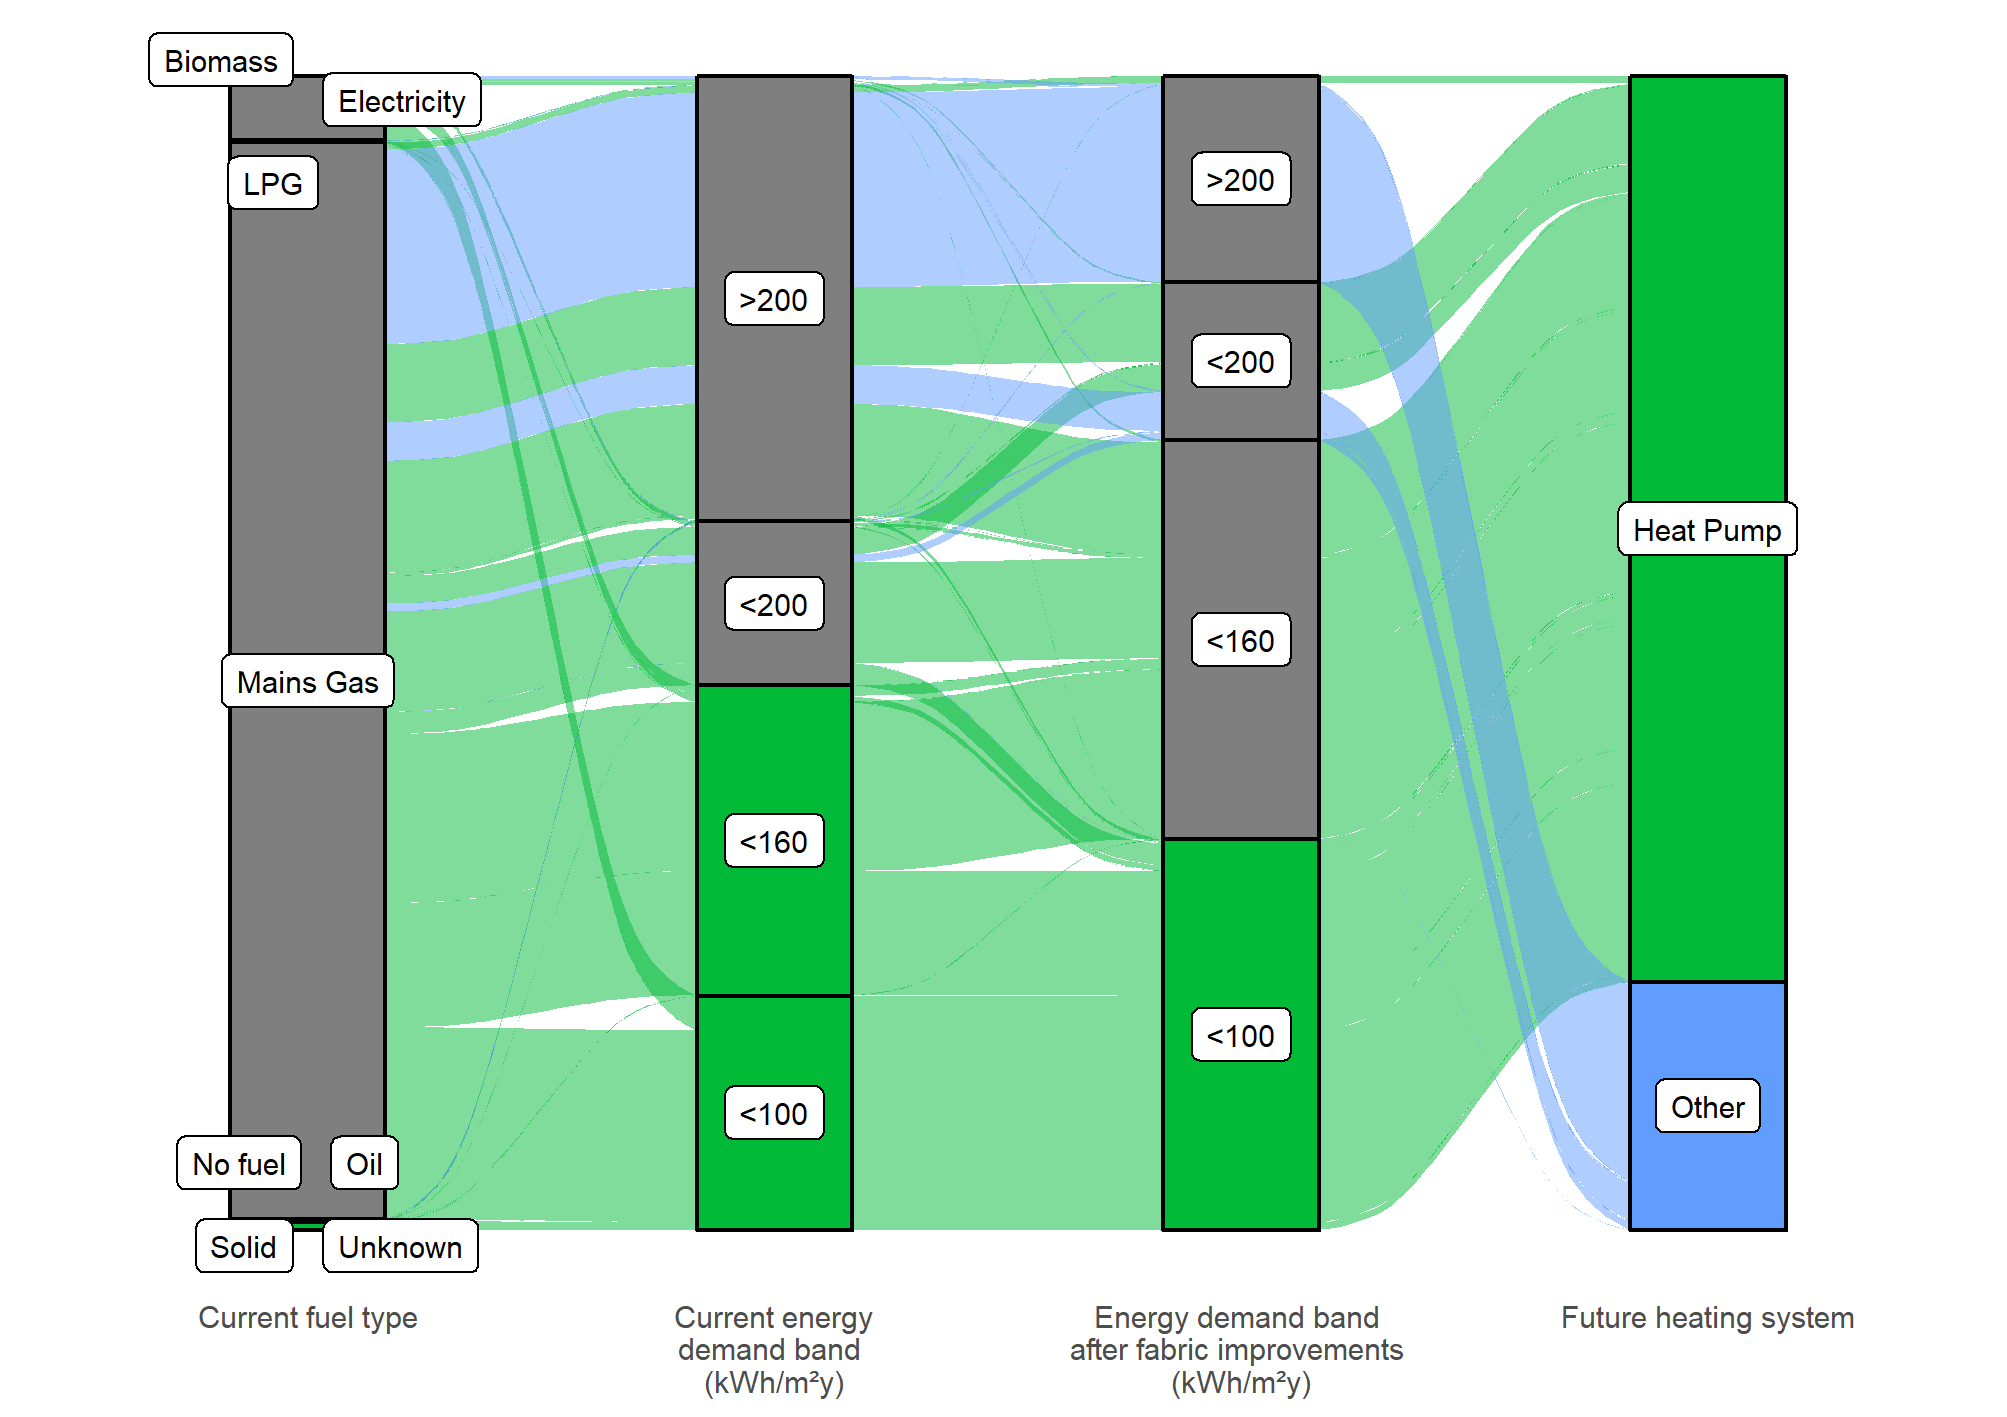 Biomass
Electricity
LPG
Mains Gas
No fuel
Oil
Solid
Unknown
>200
<200
<160
<100
>200
<200
<160
<100
Heat Pump
Other
Current fuel type
Current energy
demand band
(kWh/m²y)
Energy demand band
after fabric improvements
(kWh/m²y)
Future heating system